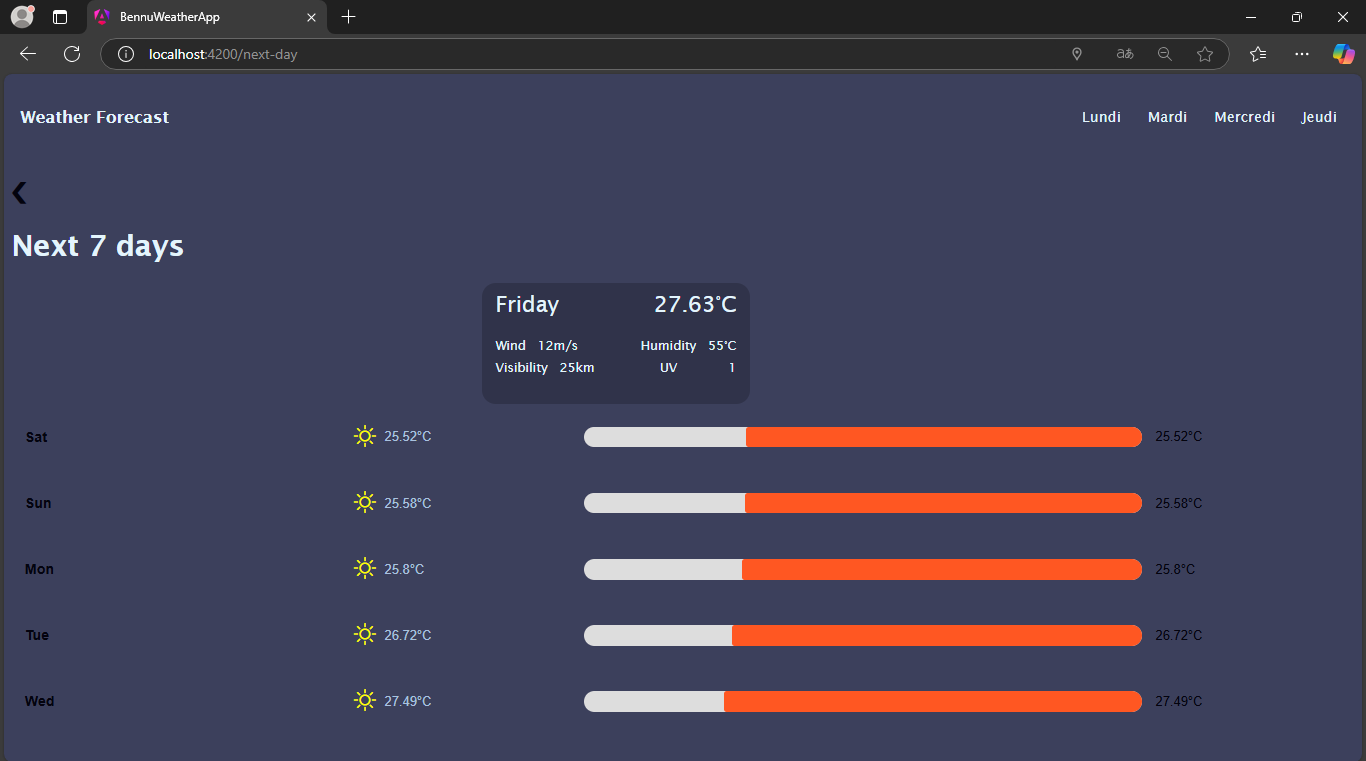 BennuWeatherApp
localhost:4200/next-day
aあ
Weather Forecast Lundi Mardi Mercredi Jeudi
Next 7 days
Friday 27.63°C
Wind 12m/s Humidity 55°C
Visibility 25km UV 1
Sat 25.52°C 25.52°C
Sun 25.58°C 25.58°C
Mon 25.8°C 25.8°C
Tue 26.72°C 26.72°C
Wed 27.49°C 27.49°C